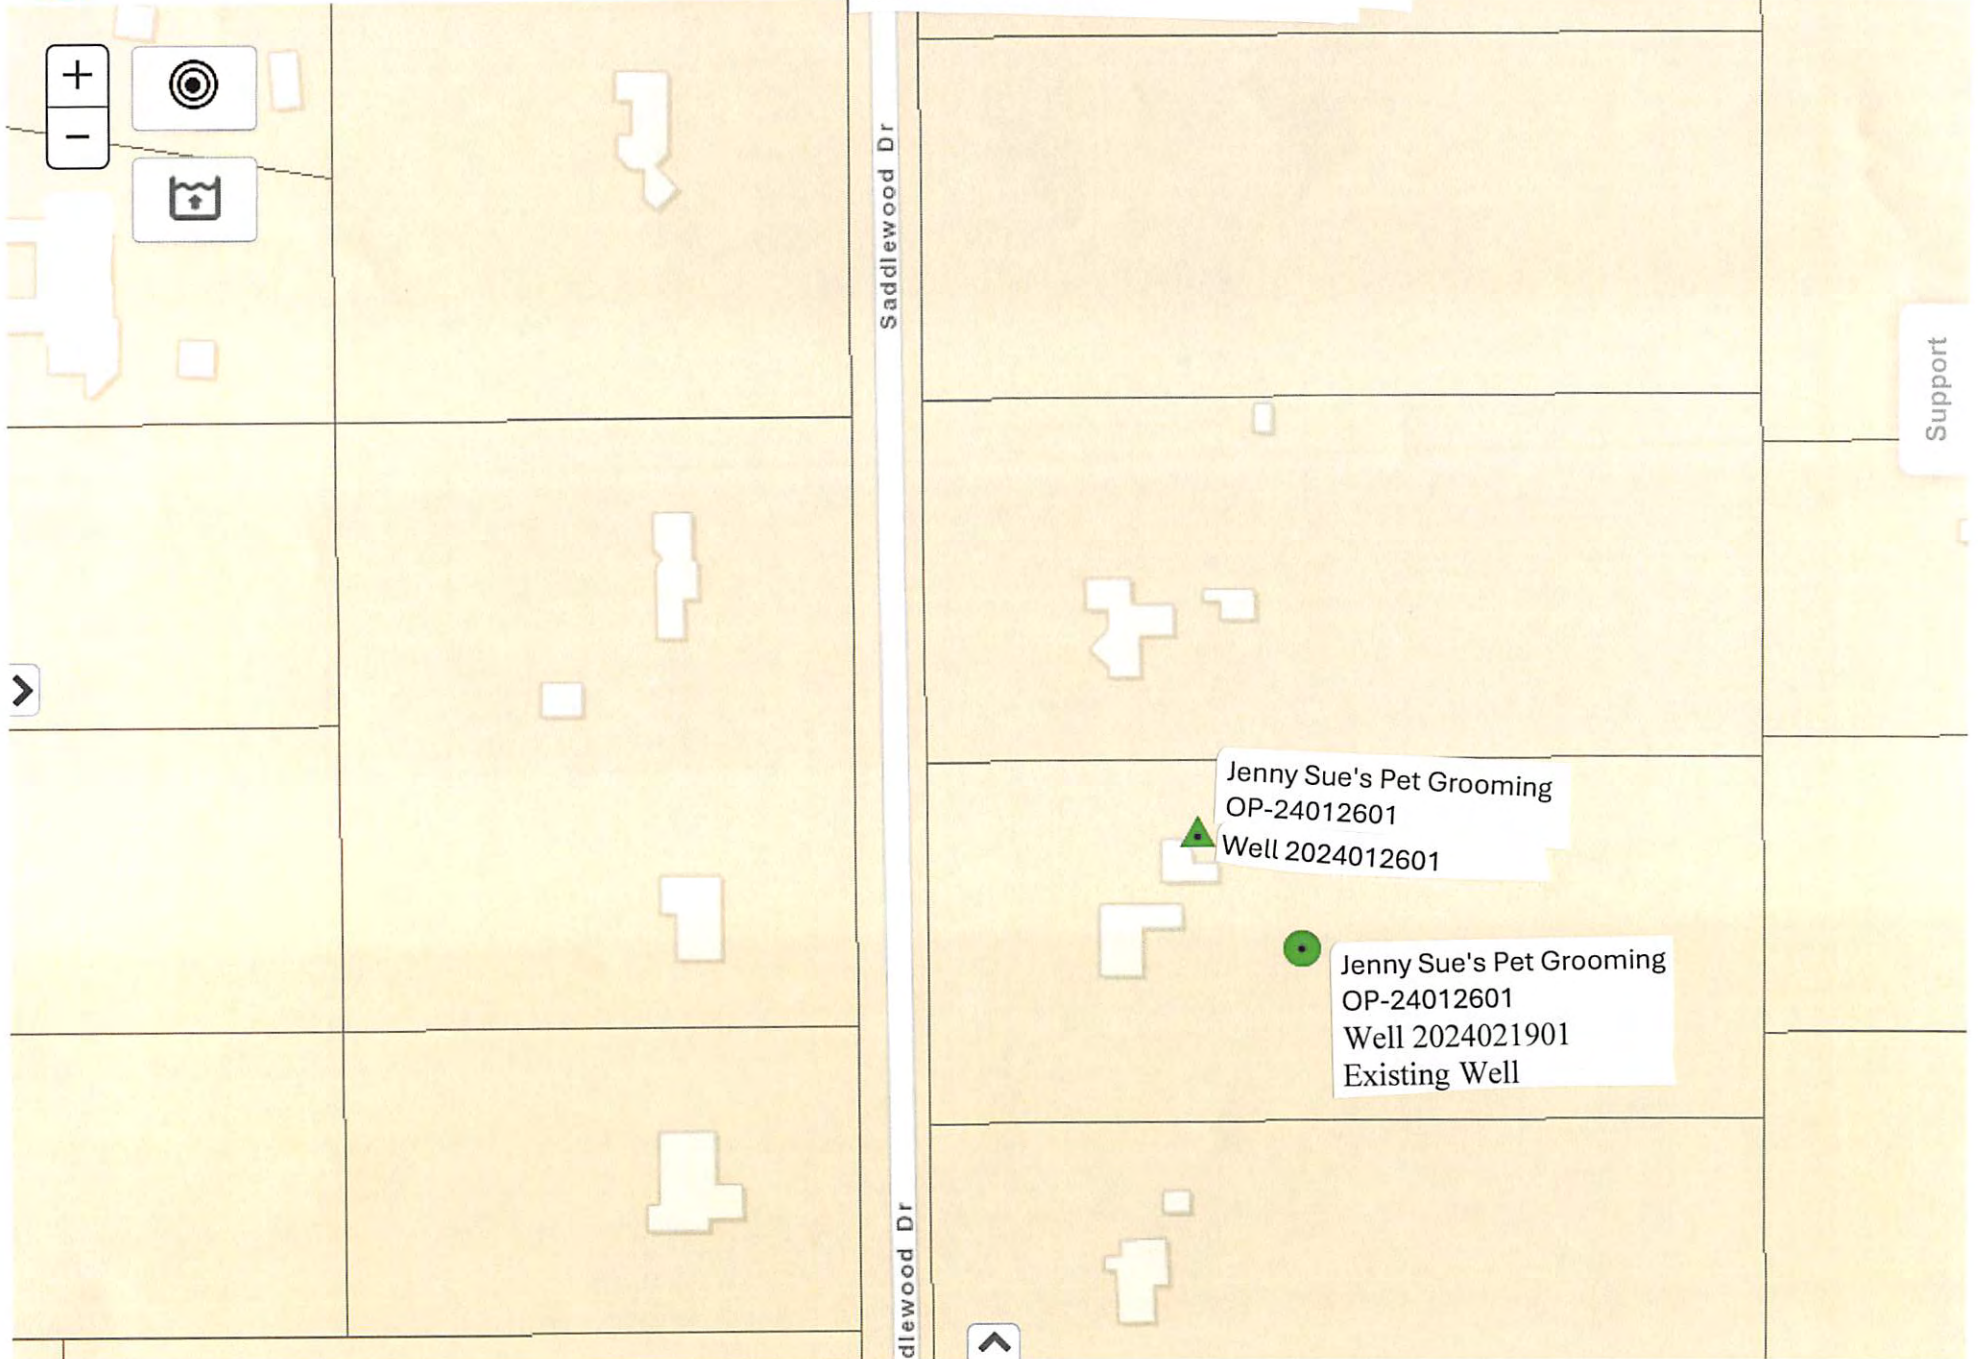 Saddlewood Dr
Support
Jenny Sue's Pet Grooming
OP-24012601
Well 2024012601
Jenny Sue's Pet Grooming
OP-24012601
Well 2024021901
Existing Well
dlewood Dr